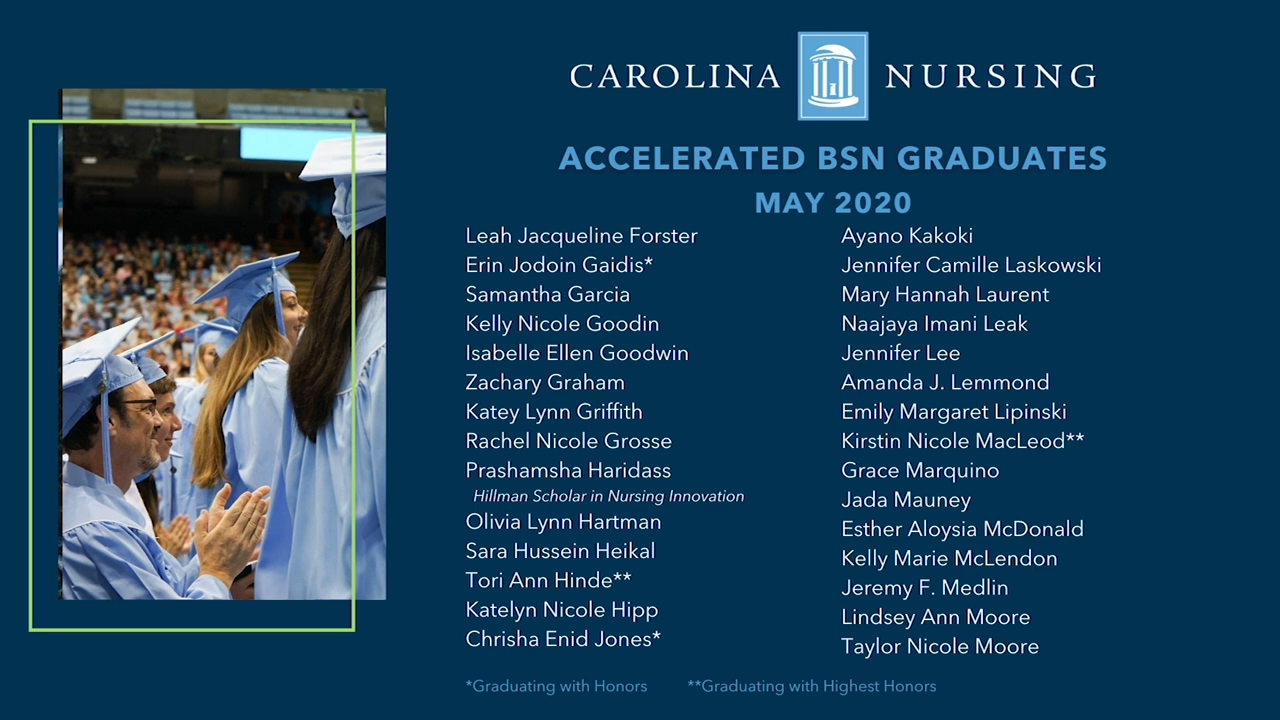 CAROLINA NURSING
ACCELERATED BSN GRADUATES
MAY 2020
Leah Jacqueline Forster
Erin Jodoin Gaidis*
Samantha Garcia
Kelly Nicole Goodin
Isabelle Ellen Goodwin
Zachary Graham
Katey Lynn Griffith
Rachel Nicole Grosse
Prashamsha Haridass
Hillman Scholar in Nursing Innovation
Olivia Lynn Hartman
Sara Hussein Heikal
Tori Ann Hinde**
Katelyn Nicole Hipp
Chrisha Enid Jones*
Ayano Kakoki
Jennifer Camille Laskowski
Mary Hannah Laurent
Naajaya Imani Leak
Jennifer Lee
Amanda J. Lemmond
Emily Margaret Lipinski
Kirstin Nicole MacLeod**
Grace Marquino
Jada Mauney
Esther Aloysia McDonald
Kelly Marie McLendon
Jeremy F. Medlin
Lindsey Ann Moore
Taylor Nicole Moore
*Graduating with Honors **Graduating with Highest Honors